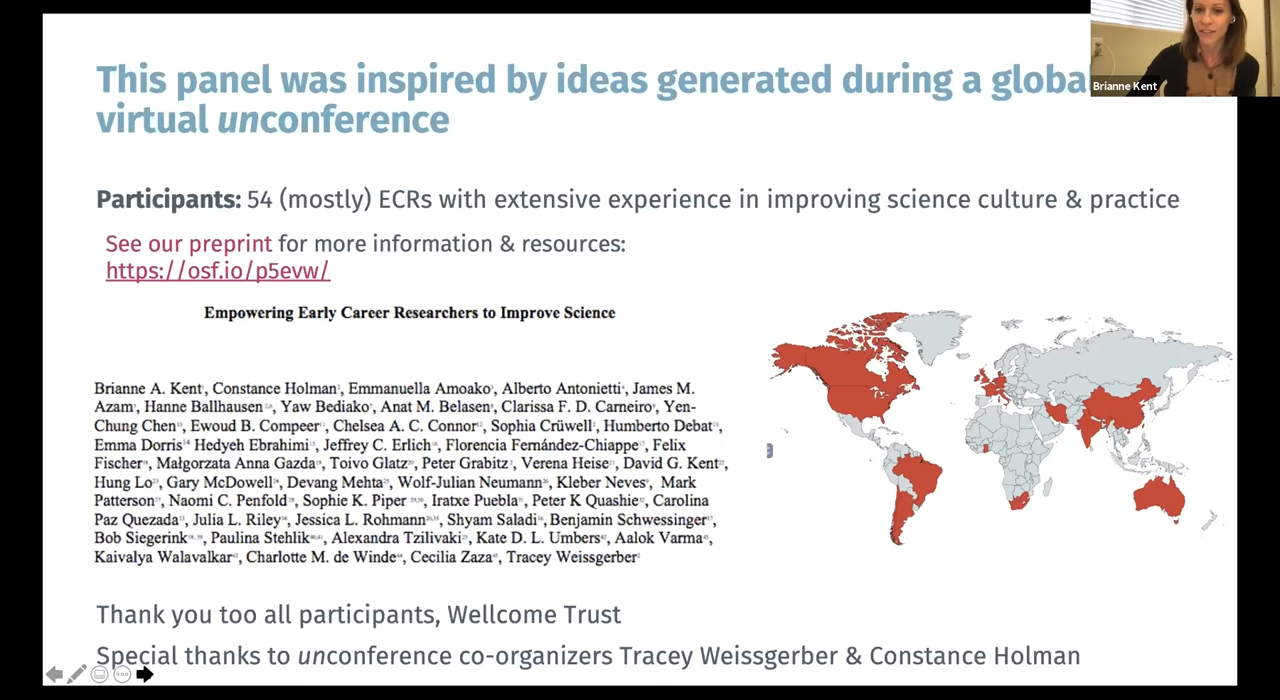 This panel was inspired by ideas generated during a globa
virtual unconference
Brianne Kent
Participants: 54 (mostly) ECRs with extensive experience in improving science culture & practice
See our preprint for more information & resources:
https://osf.io/p5evw/
Empowering Early Career Researchers to Improve Science
Brianne A. Kent, Constance Holman, Emmanuella Amoako, Alberto Antonietti, James M.
Azam, Hanne Ballhausen, Yaw Bediako, Anat M. Belasen, Clarissa F. D. Carneiro, Yen-
Chung Chen, Ewoud B. Compeer, Chelsea A. C. Connor, Sophia Crüwell, Humberto Debat,
Emma Dorris Hedyeh Ebrahimi, Jeffrey C. Erlich, Florencia Fernández-Chiappe, Felix
Fischer, Małgorzata Anna Gazda, Toivo Glatz, Peter Grabitz, Verena Heise, David G. Kent,
Hung Lo, Gary McDowell, Devang Mehta, Wolf-Julian Neumann, Kleber Neves, Mark
Patterson, Naomi C. Penfold, Sophie K. Piper, Iratxe Puebla, Peter K Quashie, Carolina
Paz Quezada, Julia L. Riley, Jessica L. Rohmann, Shyam Saladi, Benjamin Schwessinger,
Bob Siegerink, Paulina Stehlik, Alexandra Tzilivaki, Kate D. L. Umbers, Aalok Varma,
Kaivalya Walavalkar, Charlotte M. de Winde, Cecilia Zaza, Tracey Weissgerber
Thank you too all participants, Wellcome Trust
Special thanks to unconference co-organizers Tracey Weissgerber & Constance Holman